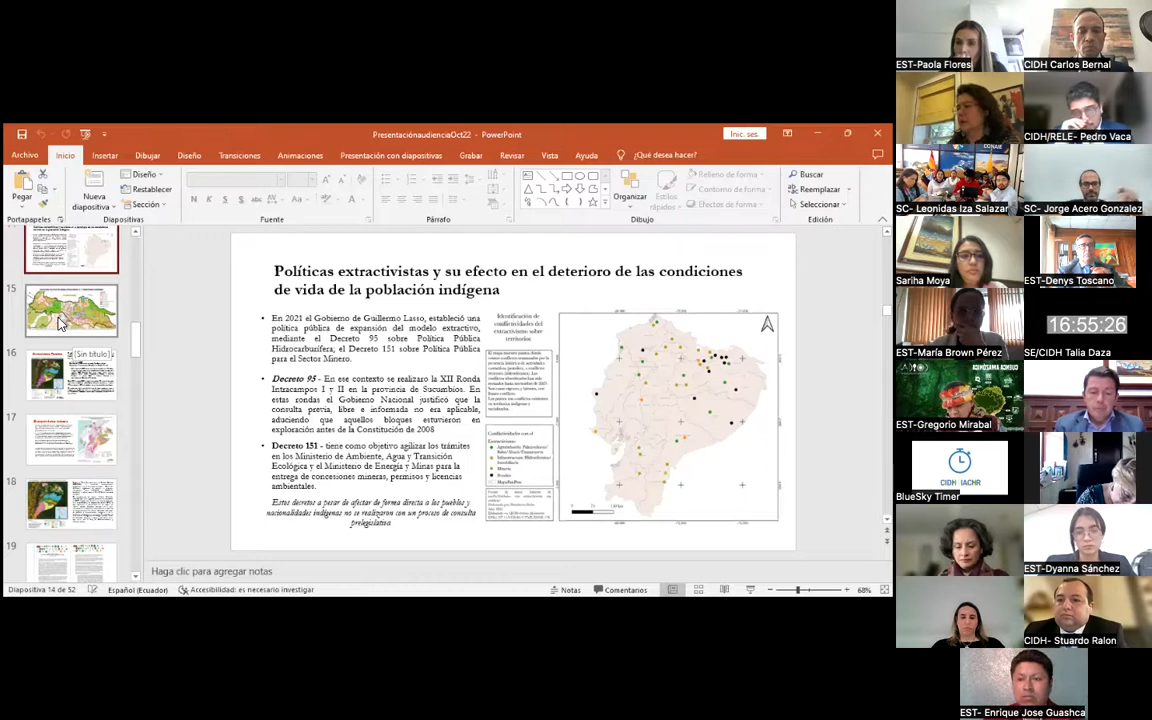 PresentaciónaudienciaOct22 - PowerPoint
Inic. ses.
Archivo Inicio Insertar Dibujar Diseño Transiciones Animaciones Presentación con diapositivas Grabar Revisar Vista Ayuda ¿Qué desea hacer?
Pegar
Nueva diapositiva
Diseño
Restablecer
Sección
Organizar
Estilos rápidos
Relleno de forma
Contorno de forma
Efectos de forma
Buscar
Reemplazar
Seleccionar
Portapapeles Diapositivas Fuente Párrafo Dibujo Edición
15
16
[Sin título]
17
18
19
Políticas extractivistas y su efecto en el deterioro de las condiciones
de vida de la población indígena
• En 2021 el Gobierno de Guillermo Lasso, estableció una
política pública de expansión del modelo extractivo,
mediante el Decreto 95 sobre Política Pública
Hidrocarburífera; el Decreto 151 sobre Política Pública
para el Sector Minero.
• Decreto 95 - En ese contexto se realizaro la XII Ronda
Intracampos I y II en la provincia de Sucumbíos. En
estas rondas el Gobierno Nacional justificó que la
consulta previa, libre e informada no era aplicable,
aduciendo que aquellos bloques estuvieron en
exploración antes de la Constitución de 2008
• Decreto 151 - tiene como objetivo agilizar los trámites
en los Ministerio de Ambiente, Agua y Transición
Ecológica y el Ministerio de Energía y Minas para la
entrega de concesiones mineras, permisos y licencias
ambientales.
Estos decretos a pesar de afectar de forma directa a los pueblos y
nacionalidades indígenas no se realizaron con un proceso de consulta
prelegislativa
Identificación de
conflictividades del
extractivismo sobre
territorios
Haga clic para agregar notas
Diapositiva 14 de 52 Español (Ecuador) Accesibilidad: es necesario investigar Notas Comentarios 68%
EST-Paola Flores
CIDH Carlos Bernal
CIDH/RELE- Pedro Vaca
CONAIE
SC- Leonidas Iza Salazar
SC- Jorge Acero Gonzalez
Sariha Moya
EST-Denys Toscano
EST-María Brown Pérez
16:55:26
SE/CIDH Talia Daza
CUENCA AMAZÓNICA
EST-Gregorio Mirabal
CIDH IACHR
BlueSky Timer
EST-Dyanna Sánchez
CIDH- Stuardo Ralon
EST- Enrique Jose Guashca